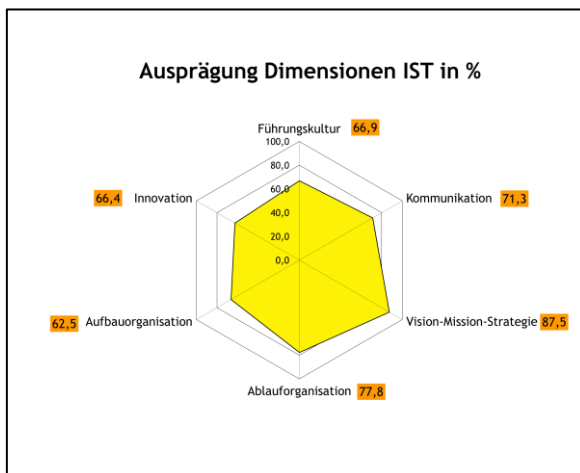 Ausprägung Dimensionen IST in %
Führungskultur 66,9
100,0
80,0
66,4 Innovation
60,0
Kommunikation 71,3
40,0
20,0
0,0
62,5 Aufbauorganisation
Vision-Mission-Strategie 87,5
Ablauforganisation 77,8